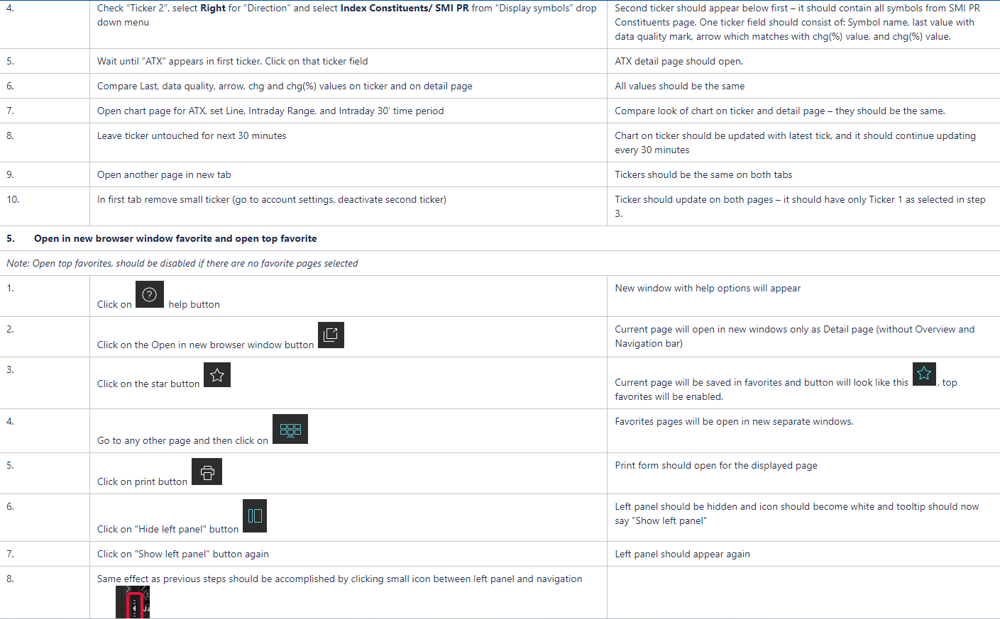 4.
Check “Ticker 2”, select Right for “Direction” and select Index Constituents/ SMI PR from “Display symbols” drop
down menu
Second ticker should appear below first – it should contain all symbols from SMI PR
Constituents page. One ticker field should consist of: Symbol name, last value with
data quality mark, arrow which matches with chg(%) value, and chg(%) value.
5.
Wait until “ATX” appears in first ticker. Click on that ticker field
ATX detail page should open.
6.
Compare Last, data quality, arrow, chg and chg(%) values on ticker and on detail page
All values should be the same
7.
Open chart page for ATX, set Line, Intraday Range, and Intraday 30’ time period
Compare look of chart on ticker and detail page – they should be the same.
8.
Leave ticker untouched for next 30 minutes
Chart on ticker should be updated with latest tick, and it should continue updating
every 30 minutes
9.
Open another page in new tab
Tickers should be the same on both tabs
10.
In first tab remove small ticker (go to account settings, deactivate second ticker)
Ticker should update on both pages – it should have only Ticker 1 as selected in step
3.
5. Open in new browser window favorite and open top favorite
Note: Open top favorites, should be disabled if there are no favorite pages selected
1.
Click on ? help button
New window with help options will appear
2.
Click on the Open in new browser window button
Current page will open in new windows only as Detail page (without Overview and
Navigation bar)
3.
Click on the star button
Current page will be saved in favorites and button will look like this , top
favorites will be enabled.
4.
Go to any other page and then click on
Favorites pages will be open in new separate windows.
5.
Click on print button
Print form should open for the displayed page
6.
Click on "Hide left panel" button
Left panel should be hidden and icon should become white and tooltip should now
say "Show left panel"
7.
Click on "Show left panel" button again
Left panel should appear again
8.
Same effect as previous steps should be accomplished by clicking small icon between left panel and navigation
Ja